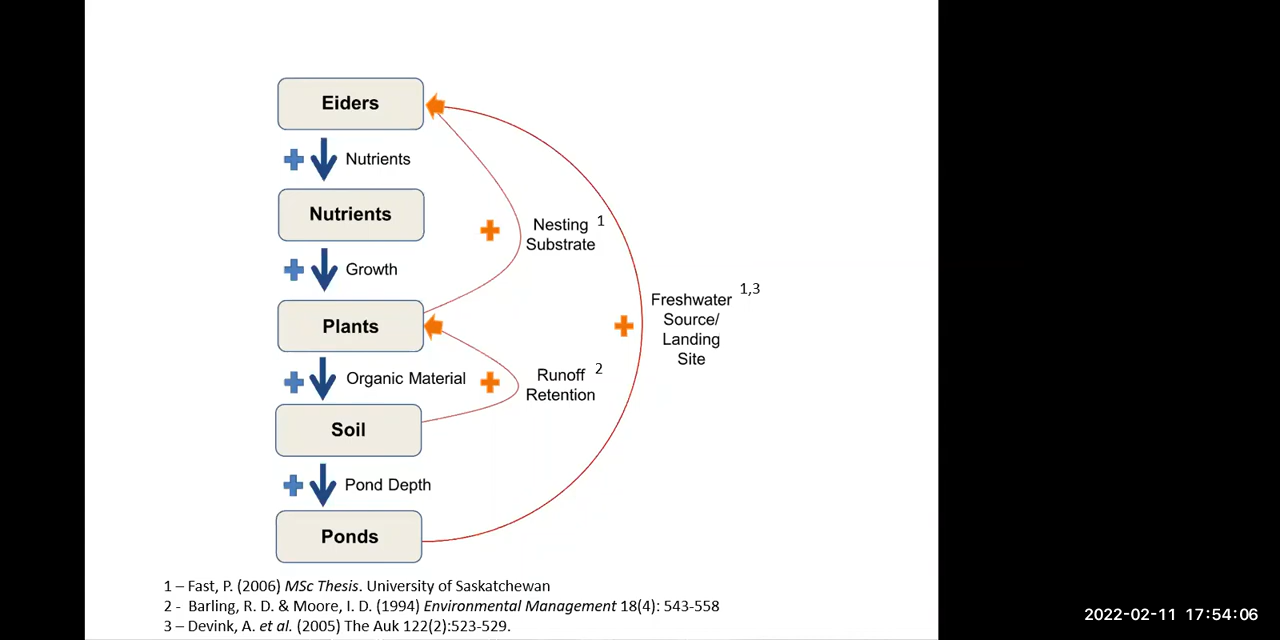 Eiders
Nutrients
Nutrients
Nesting 1
Substrate
Growth
Freshwater 1,3
Source/
Landing
Site
Plants
Organic Material
Runoff 2
Retention
Soil
Pond Depth
Ponds
1 – Fast, P. (2006) MSc Thesis. University of Saskatchewan
2 - Barling, R. D. & Moore, I. D. (1994) Environmental Management 18(4): 543-558
3 – Devink, A. et al. (2005) The Auk 122(2):523-529.
2022-02-11 17:54:06